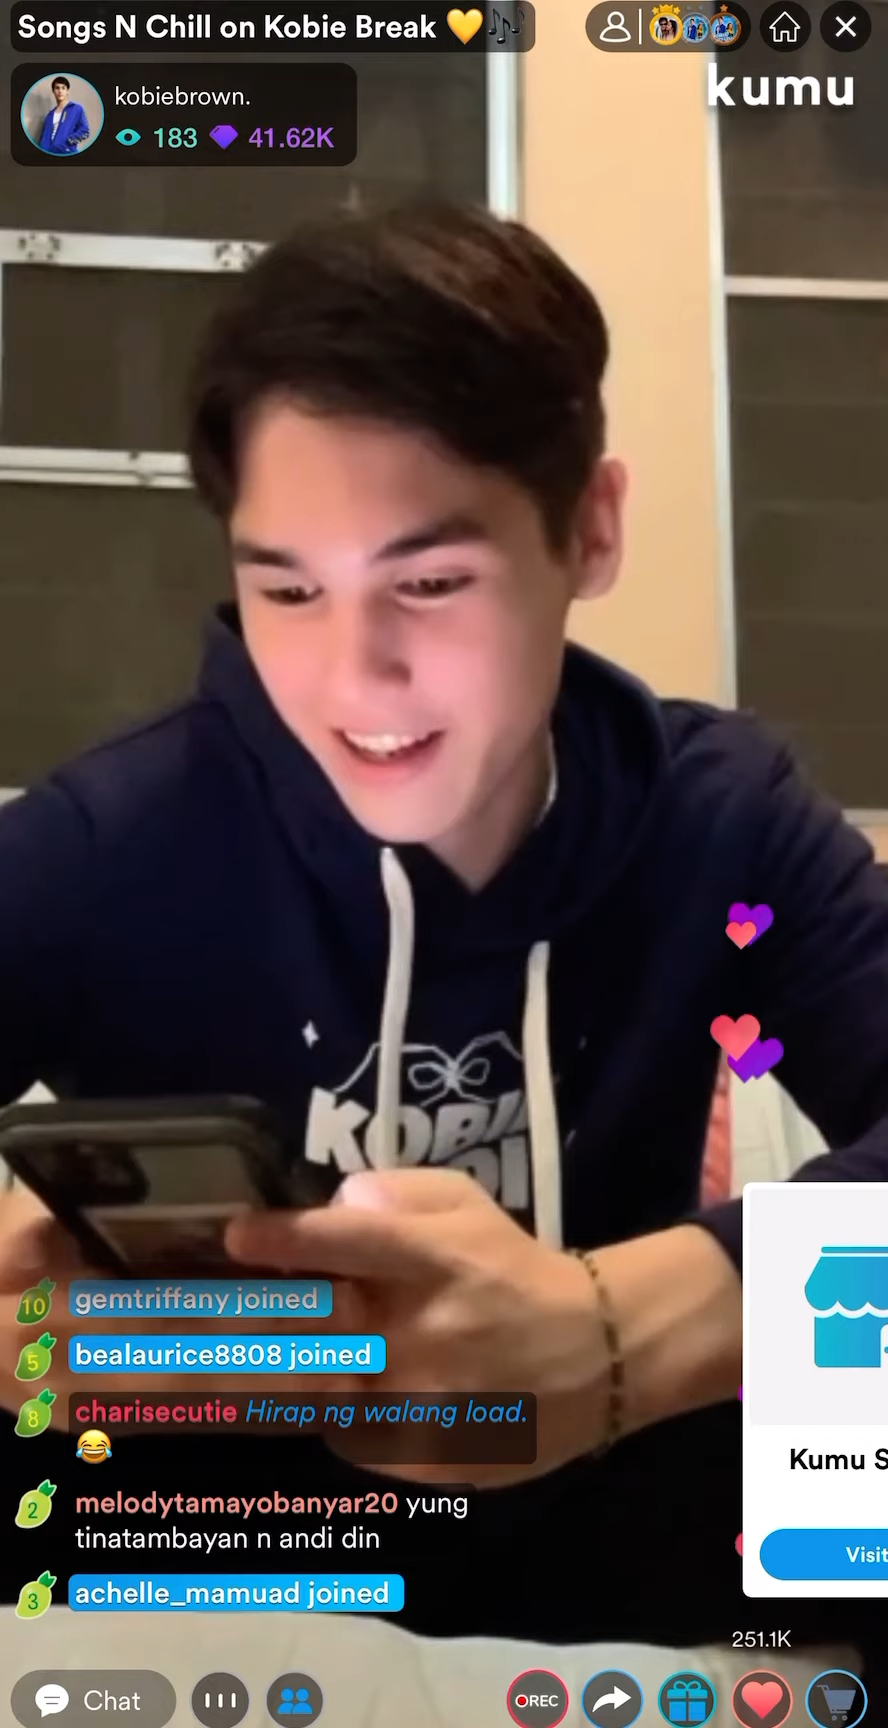 Songs N Chill on Kobie Break 💛🎶
kumu
kobiebrown.
183 41.62K
KOBI
10 gemtriffany joined
5 bealaurice8808 joined
8 charisecutie Hirap ng walang load.
😂
2 melodytamayobanyar20 yung
tinatambayan n andi din
3 achelle_mamuad joined
Kumu S
Visit
251.1K
Chat
REC